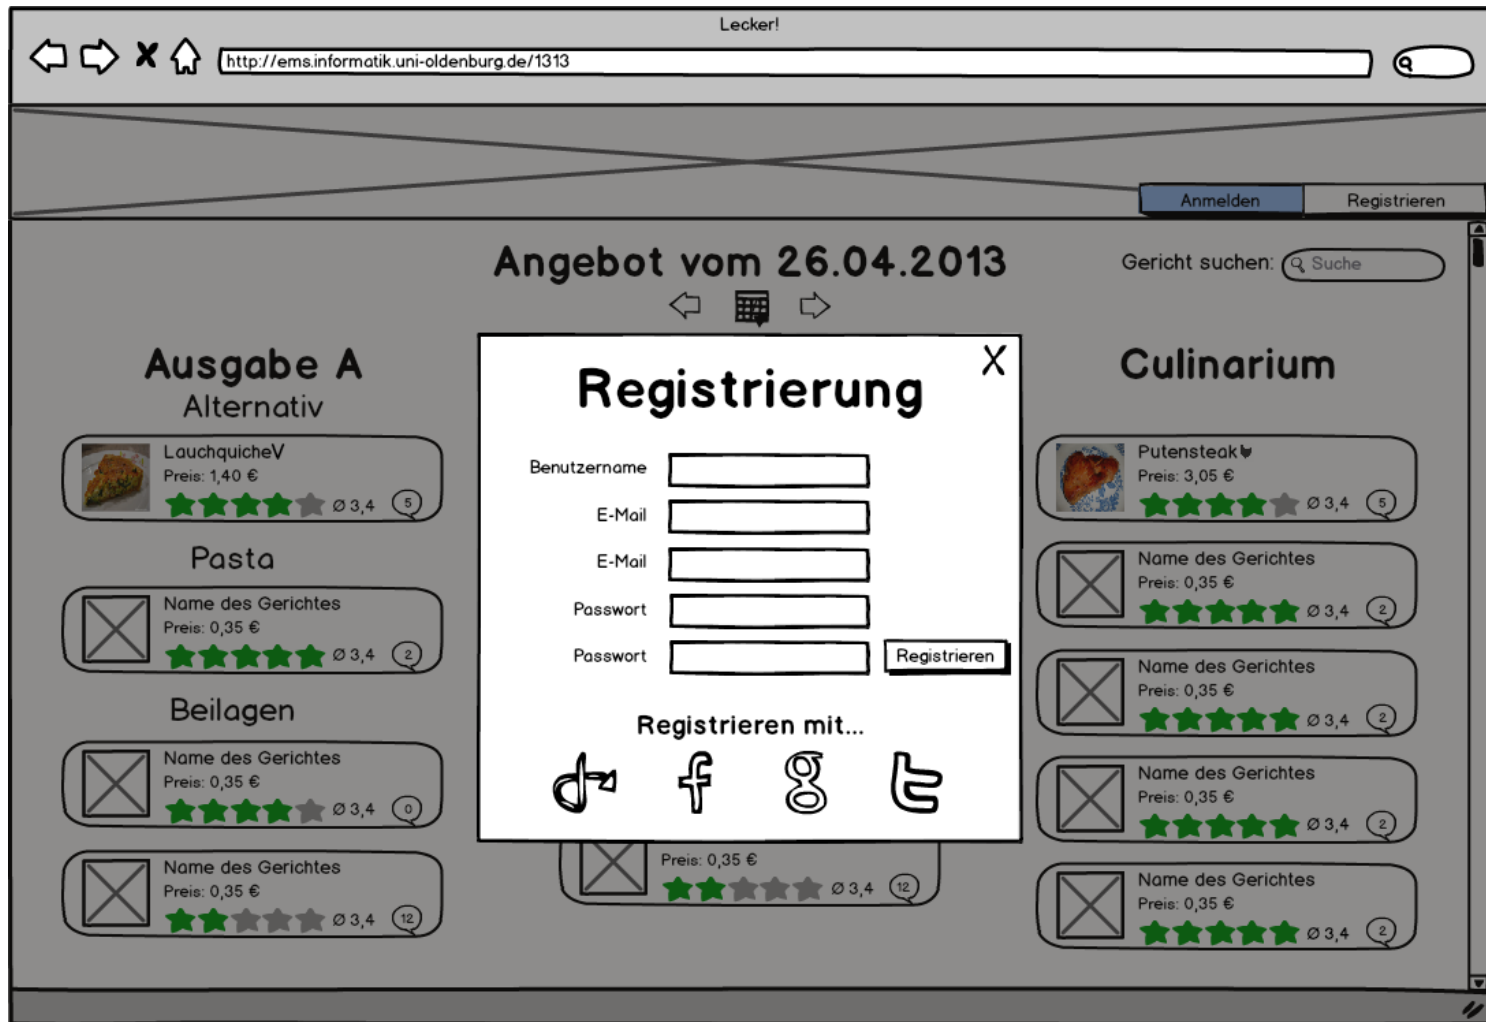 Lecker!
http://ems.informatik.uni-oldenburg.de/1313
Anmelden
Registrieren
Angebot vom 26.04.2013
Gericht suchen:
Suche
Ausgabe A
Alternativ
LauchquicheV
Preis: 1,40 €
Ø 3,4
5
Pasta
Name des Gerichtes
Preis: 0,35 €
Ø 3,4
2
Beilagen
Name des Gerichtes
Preis: 0,35 €
Ø 3,4
0
Name des Gerichtes
Preis: 0,35 €
Ø 3,4
12
X
Registrierung
Benutzername
E-Mail
E-Mail
Passwort
Passwort
Registrieren
Registrieren mit...
d f g t
Preis: 0,35 €
Ø 3,4
12
Culinarium
Putensteak
Preis: 3,05 €
Ø 3,4
5
Name des Gerichtes
Preis: 0,35 €
Ø 3,4
2
Name des Gerichtes
Preis: 0,35 €
Ø 3,4
2
Name des Gerichtes
Preis: 0,35 €
Ø 3,4
2
Name des Gerichtes
Preis: 0,35 €
Ø 3,4
2